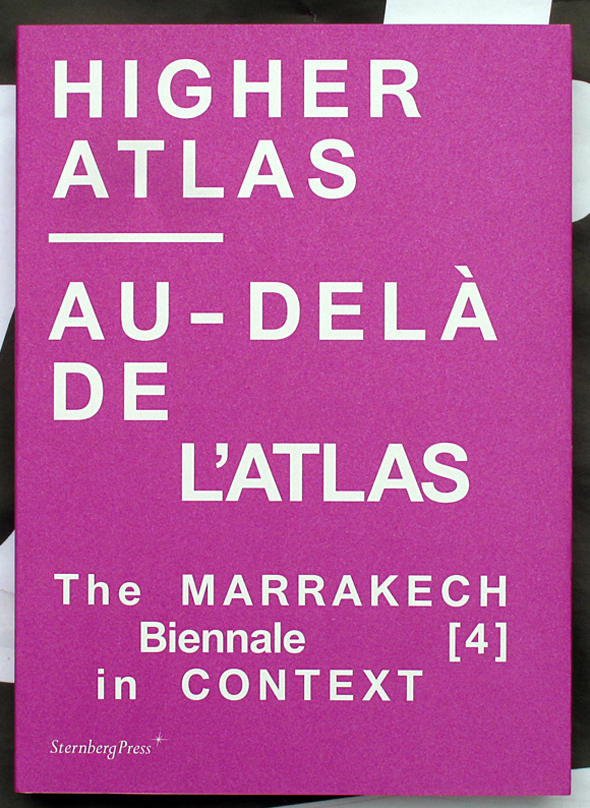 HIGHER
ATLAS
AU–DELÀ
DE
L’ATLAS
The MARRAKECH
Biennale [4]
in CONTEXT
SternbergPress